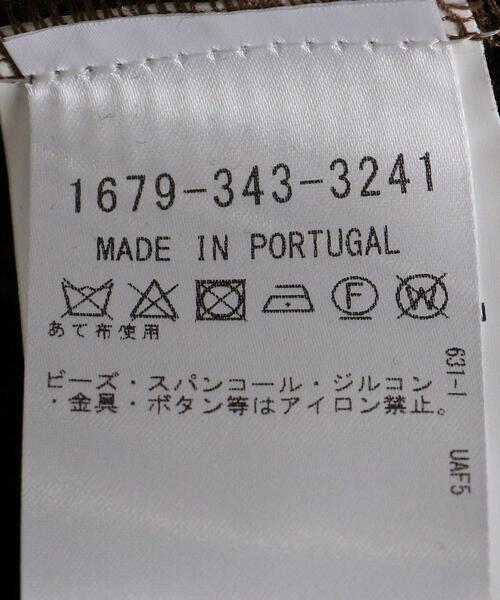 1679-343-3241
MADE IN PORTUGAL
F W
あて布使用
ビーズ・スパンコール・ジルコン
・金具・ボタン等はアイロン禁止。
631-1
UAF5